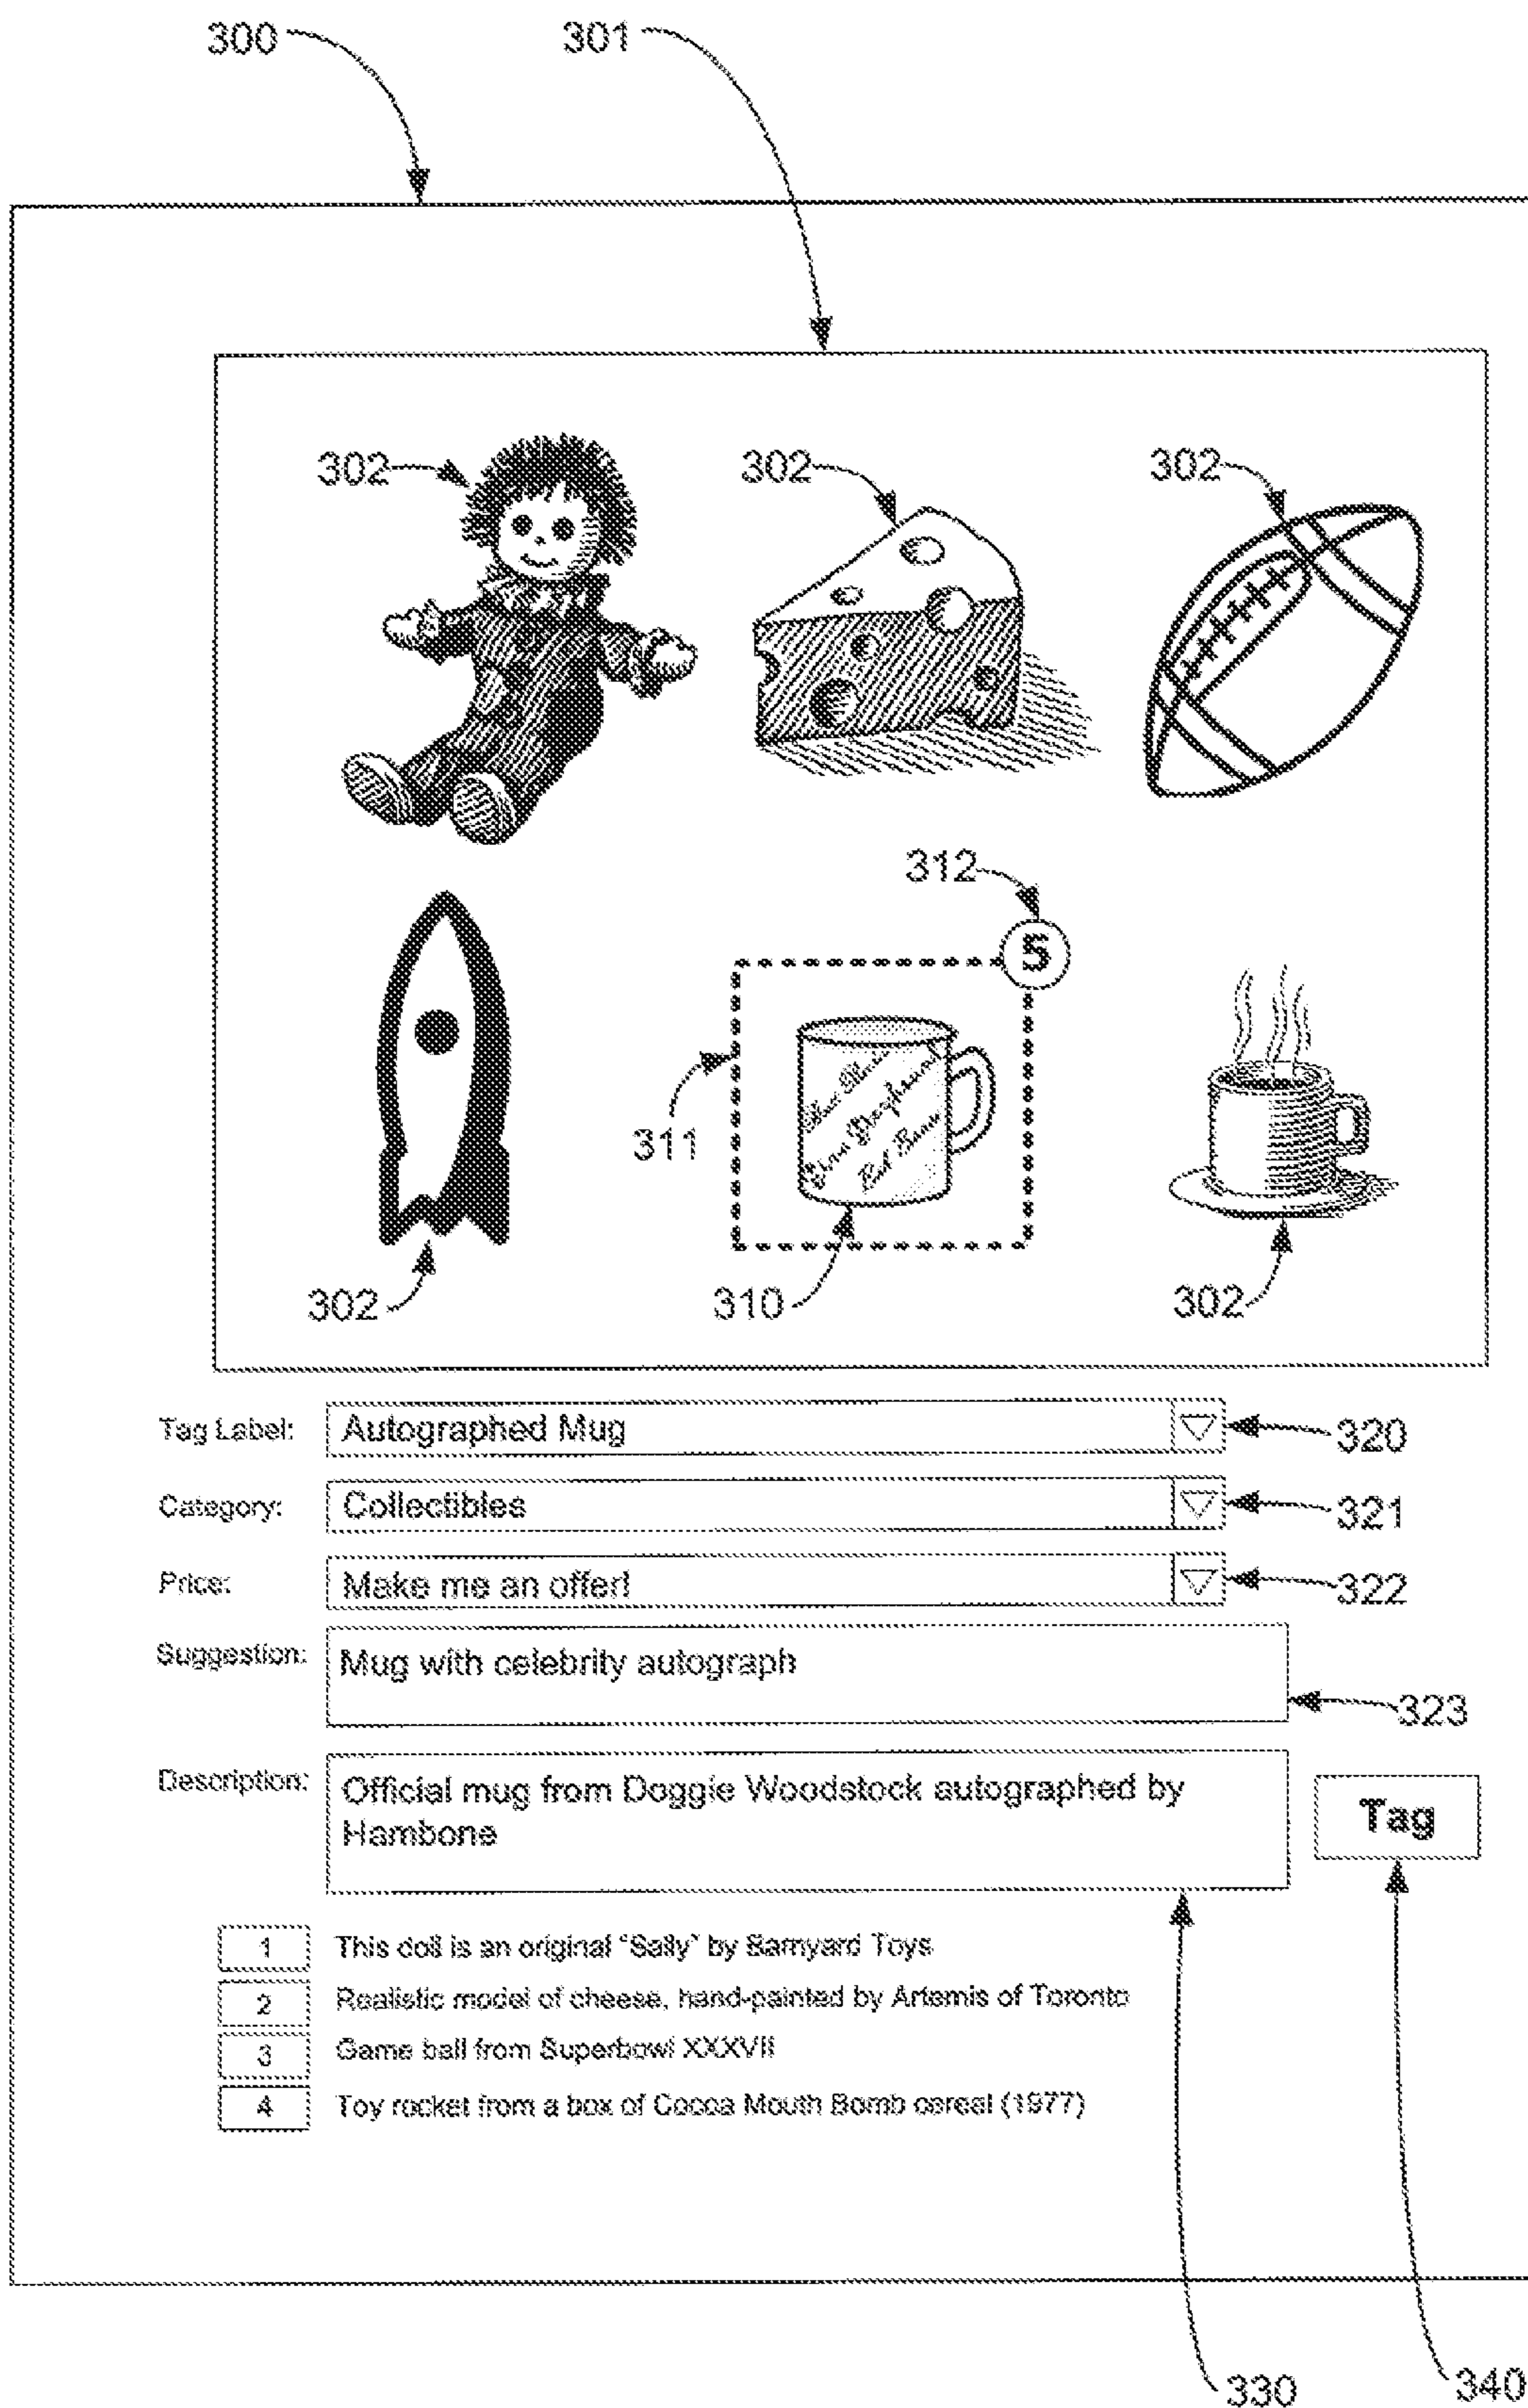 300
301
302
302
302
312
5
311
302
310
302
Tag Label: Autographed Mug
320
Category: Collectibles
321
Price: Make me an offer!
322
Suggestion: Mug with celebrity autograph
323
Description: Official mug from Doggie Woodstock autographed by
Hambone
Tag
1 This doll is an original "Sally" by Barnyard Toys
2 Realistic model of cheese, hand-painted by Artemis of Toronto
3 Game ball from Superbowl XXXVII
4 Toy rocket from a box of Cocoa Mouth Bomb cereal (1977)
330
340